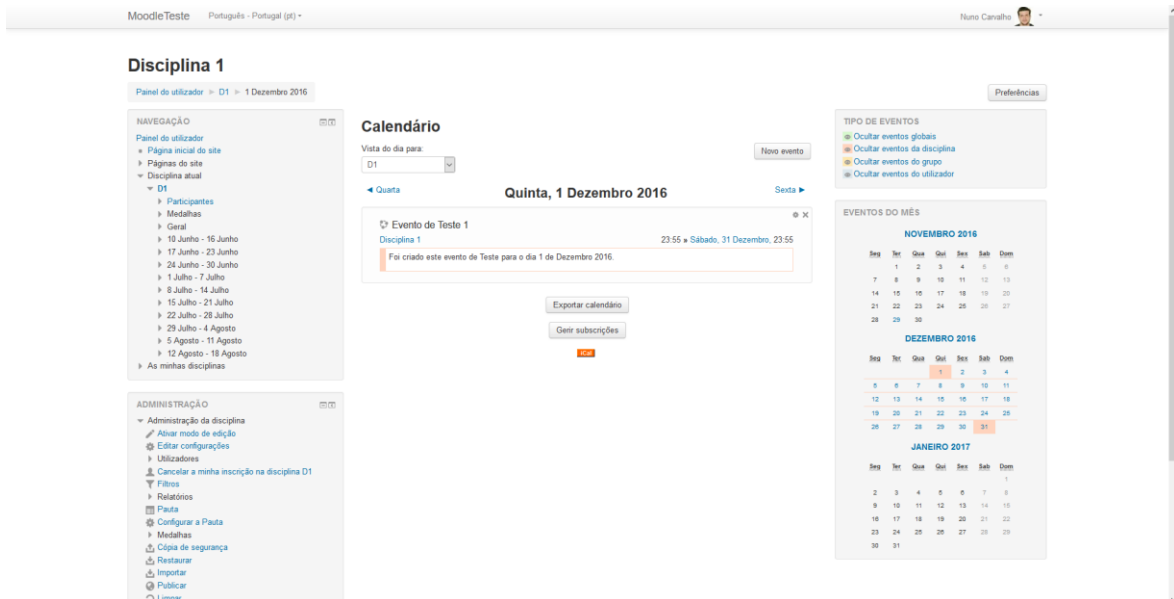 MoodleTeste Português - Portugal (pt) Nuno Carvalho
Disciplina 1
Painel do utilizador D1 1 Dezembro 2016
Preferências
NAVEGAÇÃO
Painel do utilizador
Página inicial do site
Páginas do site
Disciplina atual
D1
Participantes
Medalhas
Geral
10 Junho - 16 Junho
17 Junho - 23 Junho
24 Junho - 30 Junho
1 Julho - 7 Julho
8 Julho - 14 Julho
15 Julho - 21 Julho
22 Julho - 28 Julho
29 Julho - 4 Agosto
5 Agosto - 11 Agosto
12 Agosto - 18 Agosto
As minhas disciplinas
ADMINISTRAÇÃO
Administração da disciplina
Ativar modo de edição
Editar configurações
Utilizadores
Cancelar a minha inscrição na disciplina D1
Filtros
Relatórios
Pauta
Configurar a Pauta
Medalhas
Cópia de segurança
Restaurar
Importar
Publicar
Limpar
Calendário
Vista do dia para:
D1
Novo evento
◄ Quarta Quinta, 1 Dezembro 2016 Sexta ►
Evento de Teste 1
Disciplina 1 23:55 » Sábado, 31 Dezembro, 23:55
Foi criado este evento de Teste para o dia 1 de Dezembro 2016.
Exportar calendário
Gerir subscrições
iCal
TIPO DE EVENTOS
Ocultar eventos globais
Ocultar eventos da disciplina
Ocultar eventos do grupo
Ocultar eventos do utilizador
EVENTOS DO MÊS
NOVEMBRO 2016
Seg Ter Qua Qui Sex Sab Dom
1 2 3 4 5 6
7 8 9 10 11 12 13
14 15 16 17 18 19 20
21 22 23 24 25 26 27
28 29 30
DEZEMBRO 2016
Seg Ter Qua Qui Sex Sab Dom
1 2 3 4
5 6 7 8 9 10 11
12 13 14 15 16 17 18
19 20 21 22 23 24 25
26 27 28 29 30 31
JANEIRO 2017
Seg Ter Qua Qui Sex Sab Dom
1
2 3 4 5 6 7 8
9 10 11 12 13 14 15
16 17 18 19 20 21 22
23 24 25 26 27 28 29
30 31